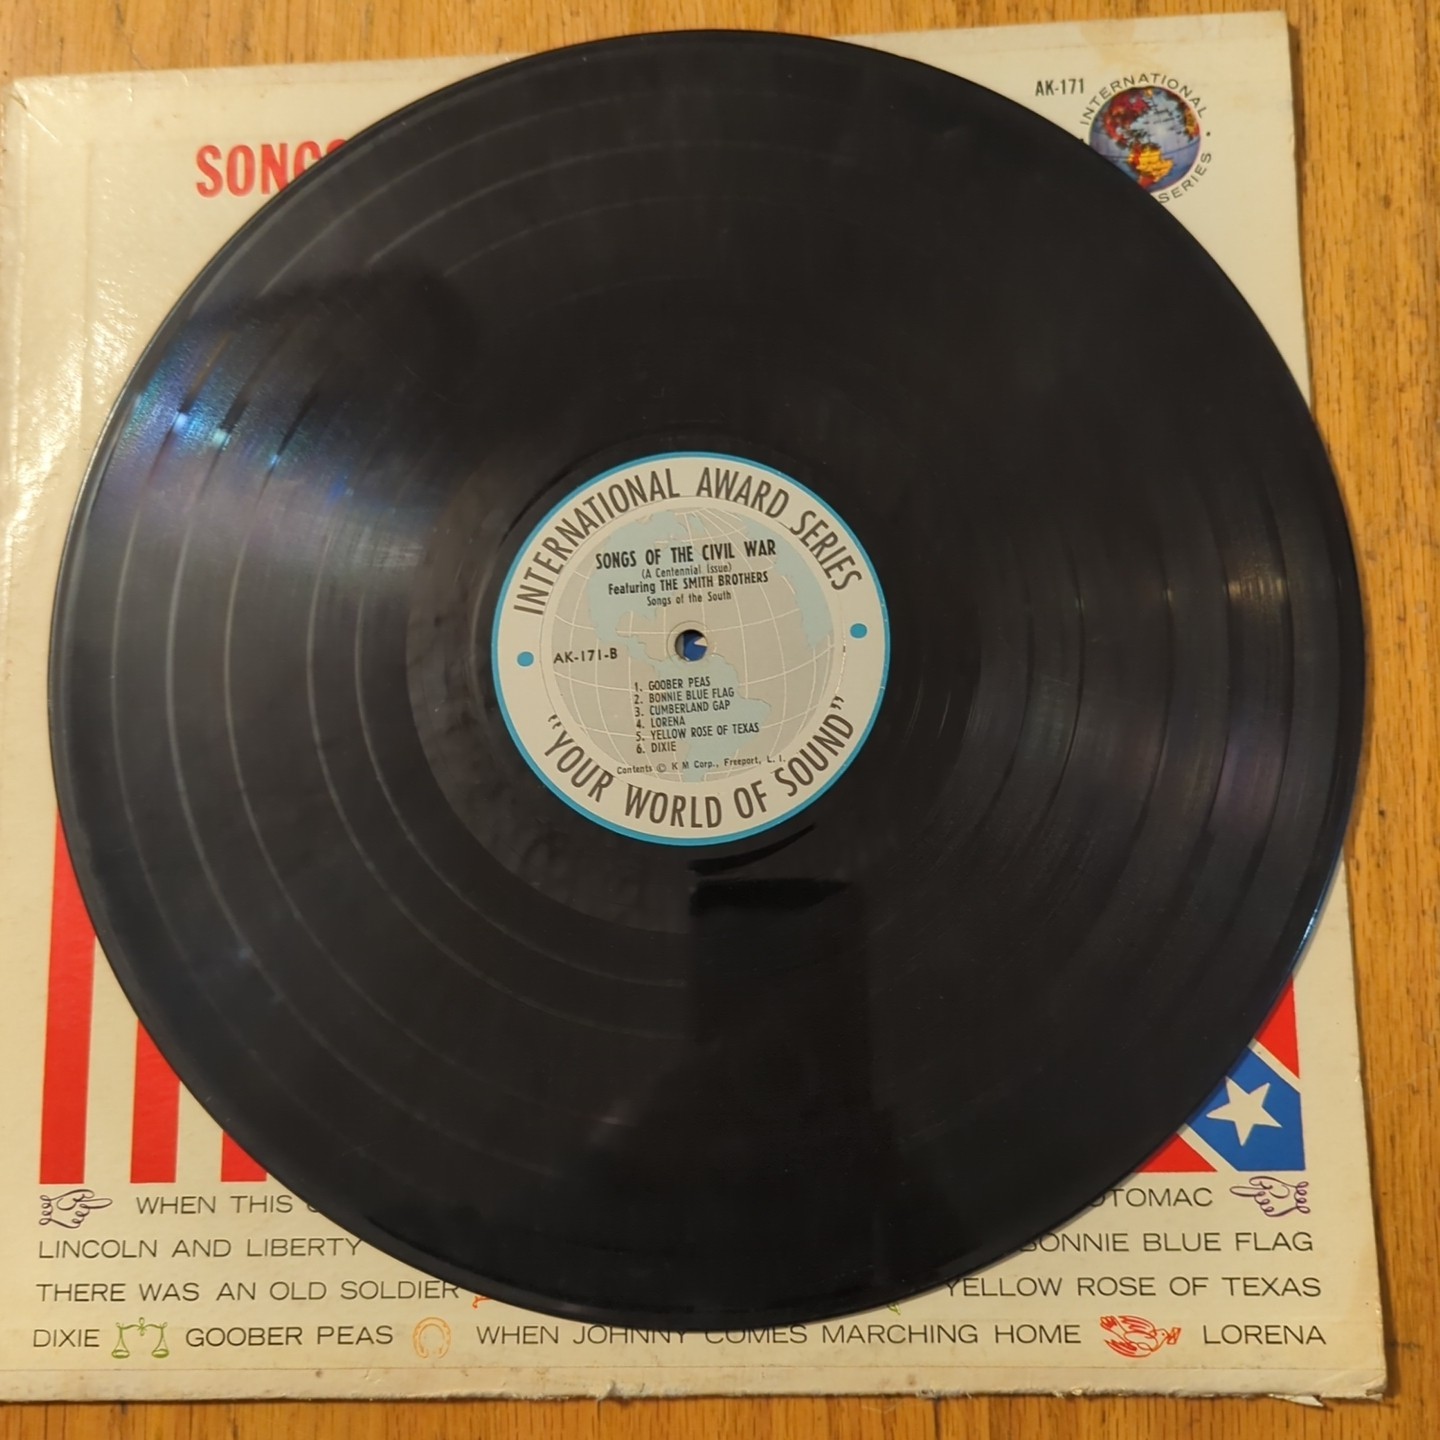 AK-171
INTERNATIONAL
SERIES
INTERNATIONAL AWARD SERIES
SONGS OF THE CIVIL WAR
(A Centennial Issue)
Featuring THE SMITH BROTHERS
Songs of the South
AK-171-B
1. GOOBER PEAS
2. BONNIE BLUE FLAG
3. CUMBERLAND GAP
4. LORENA
5. YELLOW ROSE OF TEXAS
6. DIXIE
Contents © K M Corp., Freeport, L. I.
"YOUR WORLD OF SOUND"
WHEN THIS
LINCOLN AND LIBERTY BONNIE BLUE FLAG
THERE WAS AN OLD SOLDIER YELLOW ROSE OF TEXAS
DIXIE GOOBER PEAS WHEN JOHNNY COMES MARCHING HOME LORENA